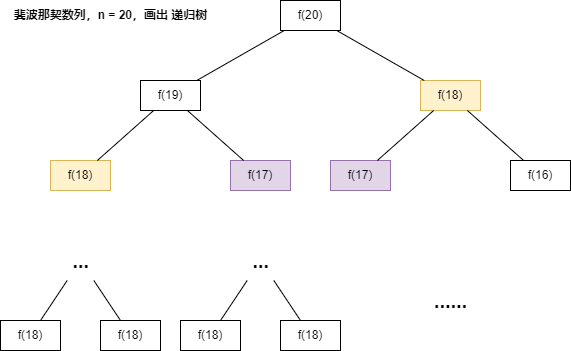 斐波那契数列，n = 20，画出 递归树
f(20)
f(19)
f(18)
f(18)
f(17)
f(17)
f(16)
...
...
......
f(18)
f(18)
f(18)
f(18)